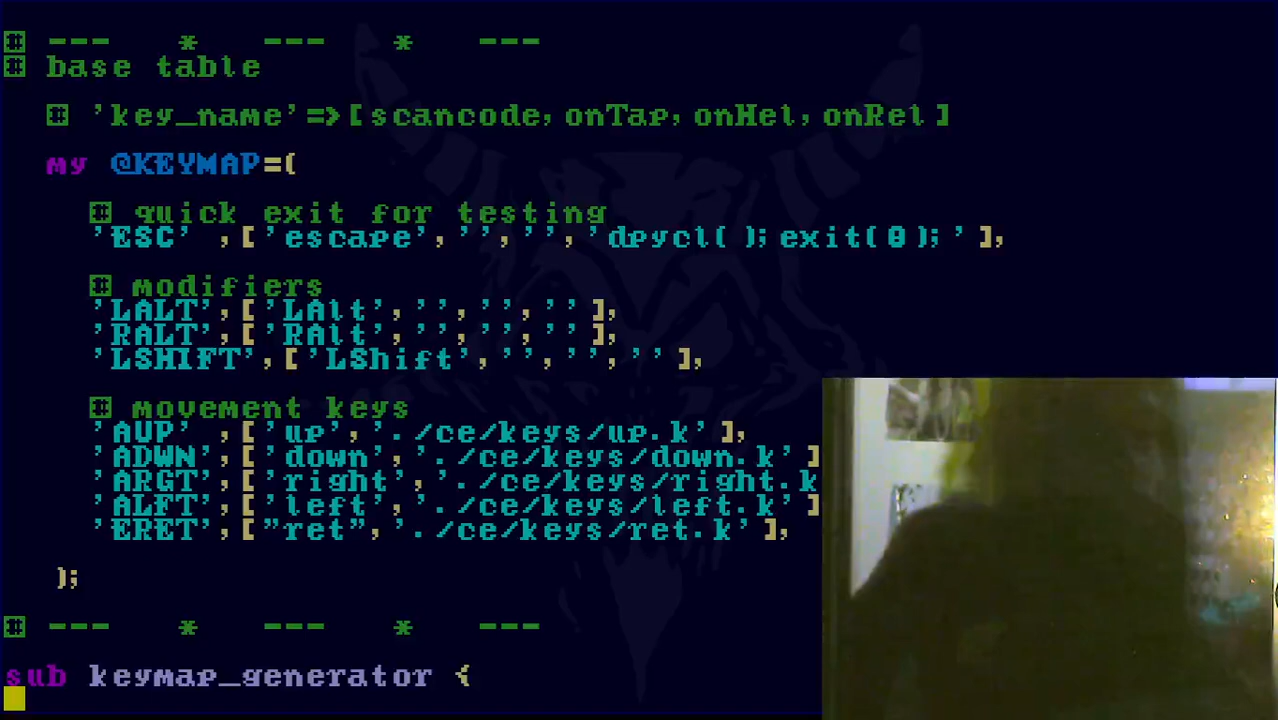 # ---   *   ---   *   ---
# base table
# 'key_name'=>[scancode,onTap,onHel,onRel]
my @KEYMAP=(
# quick exit for testing
'ESC' ,['escape','','','dpycl();exit(0);'],
# modifiers
'LALT',['LAlt','','',''],
'RALT',['RAlt','','',''],
'LSHIFT',['LShift','','',''],
# movement keys
'AUP' ,['up','./ce/keys/up.k'],
'ADWN',['down','./ce/keys/down.k']
'ARGT',['right','./ce/keys/right.k
'ALFT',['left','./ce/keys/left.k']
'ERET',["ret",'./ce/keys/ret.k'],
);
# ---   *   ---   *   ---
sub keymap_generator {